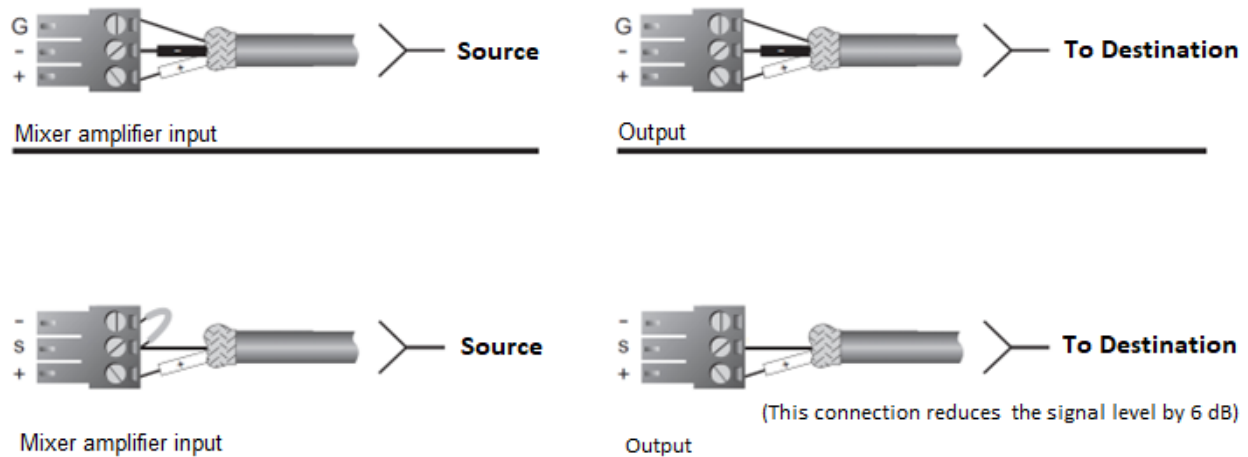 G
-
+
Source
Mixer amplifier input
G
-
+
To Destination
Output
-
S
+
Source
Mixer amplifier input
-
S
+
To Destination
(This connection reduces the signal level by 6 dB)
Output